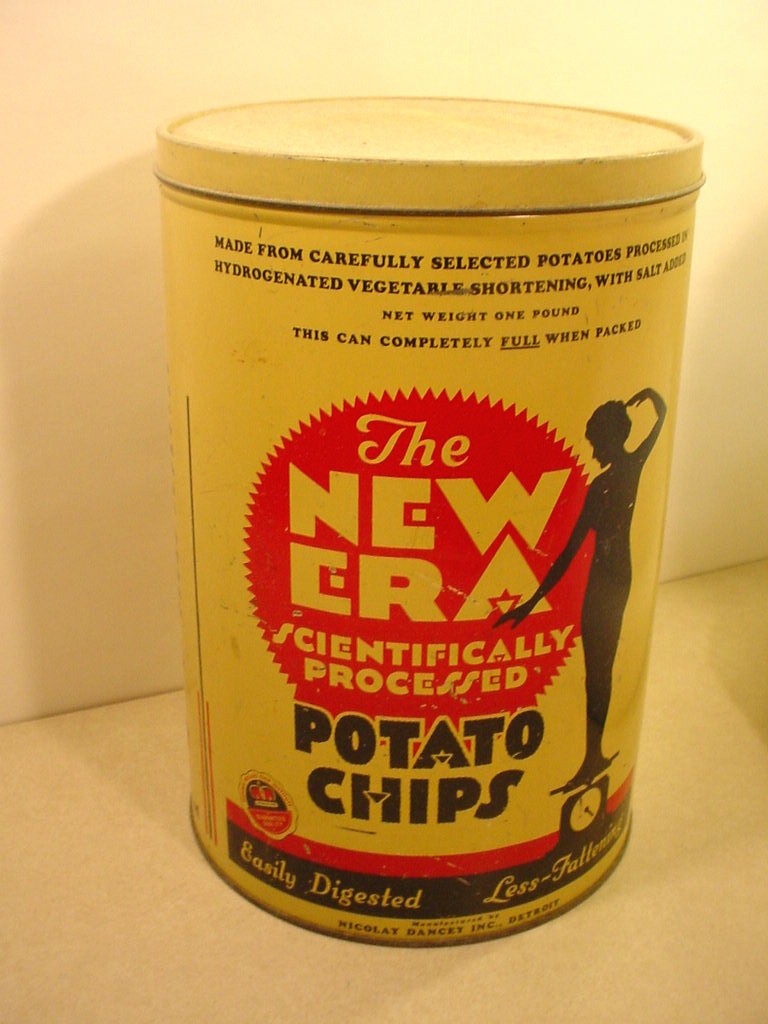 MADE FROM CAREFULLY SELECTED POTATOES PROCESSED IN
HYDROGENATED VEGETABLE SHORTENING, WITH SALT ADDED
NET WEIGHT ONE POUND
THIS CAN COMPLETELY FULL WHEN PACKED
The
NEW
ERA
SCIENTIFICALLY
PROCESSED
POTATO
CHIPS
Easily Digested
Less-Fattening
Manufactured by
NICOLAY DANCEY INC., DETROIT